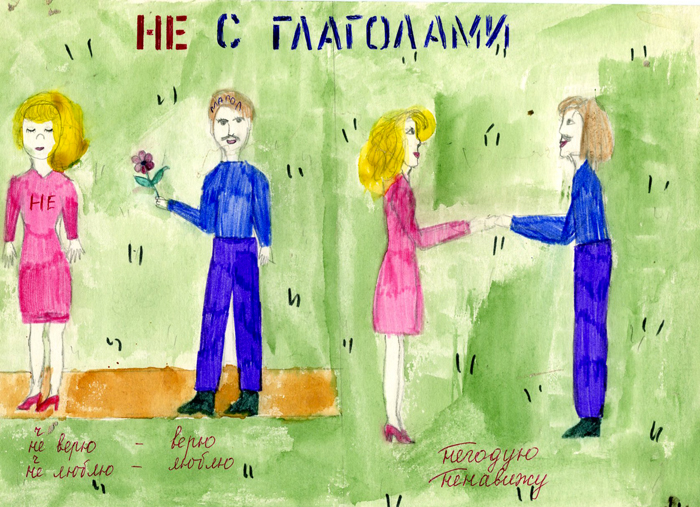 НЕ С ГЛАГОЛАМИ
НЕ
не верю – верю
не люблю – люблю
негодую
ненавижу